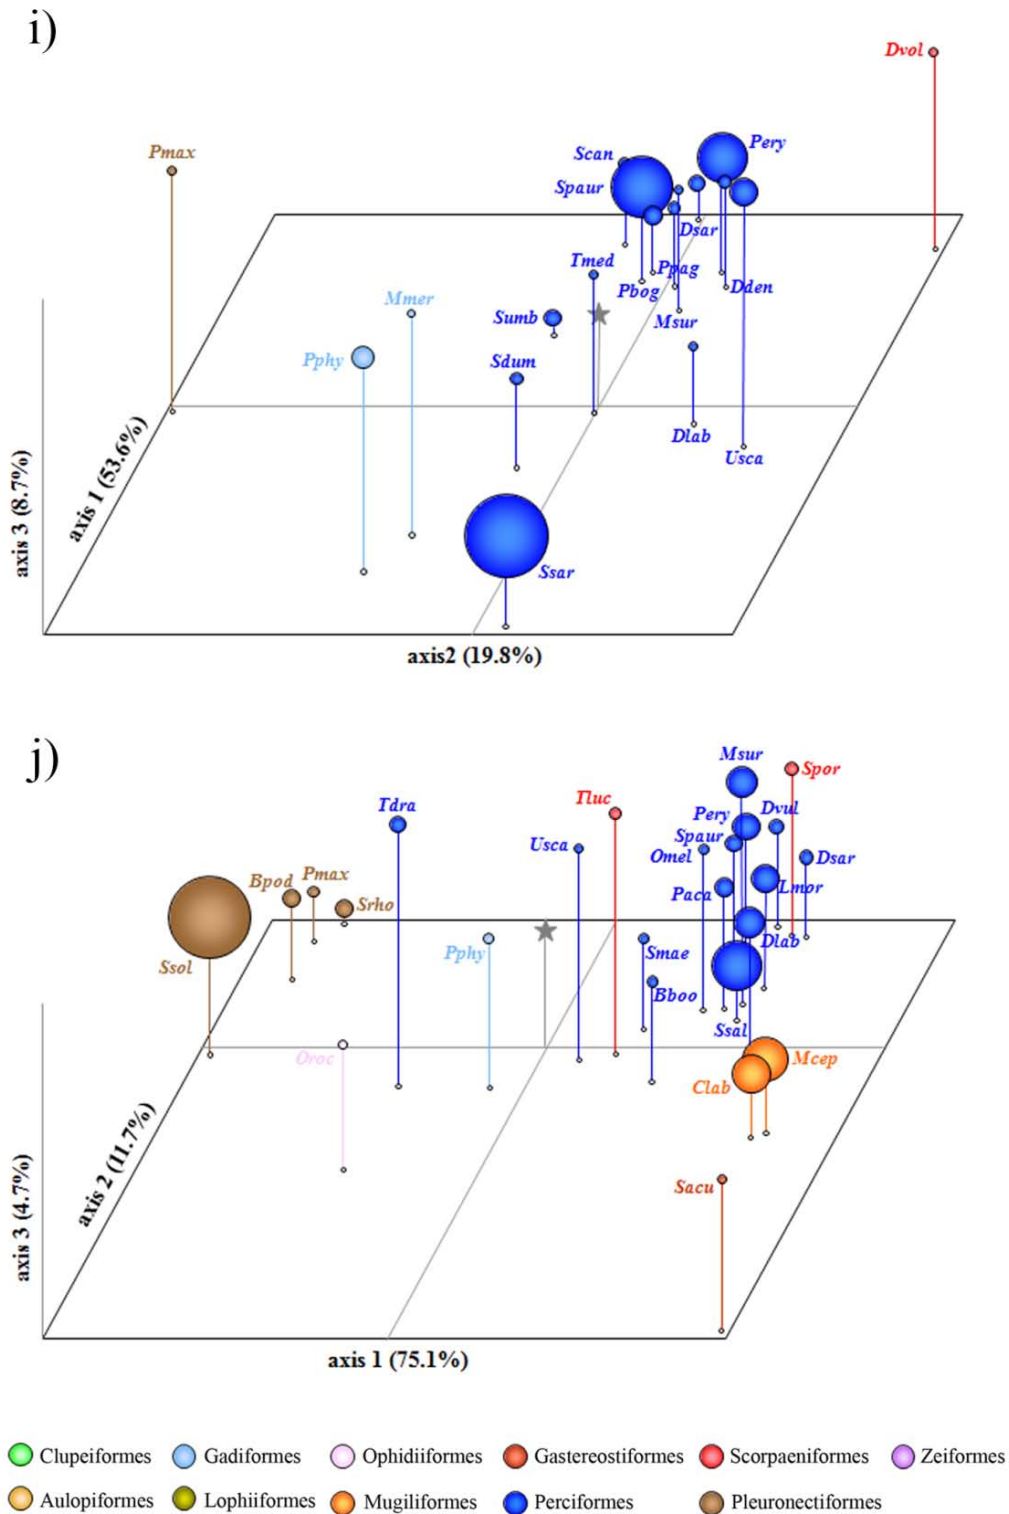 i)
Dvol
Pery
Pmax
Scan
Spaur
Dsar
Tmed
Ppag
Dden
Pbog
Mmer
Sumb
Msur
Pphy
Sdum
Dlab
Usca
axis 1 (53.6%)
axis 3 (8.7%)
Ssar
axis2 (19.8%)
j)
Msur
Spor
Tluc
Tdra
Pery
Dvul
Spaur
Usca
Omel
Dsar
Bpod
Pmax
Paca
Lmor
Srho
Dlab
Pphy
Smae
Ssol
Bboo
Ssal
Oroc
Mcep
Clab
axis 2 (11.7%)
axis 3 (4.7%)
Sacu
axis 1 (75.1%)
Clupeiformes Gadiformes Ophidiiformes Gastereostiformes Scorpaeniformes Zeiformes
Aulopiformes Lophiiformes Mugiliformes Perciformes Pleuronectiformes